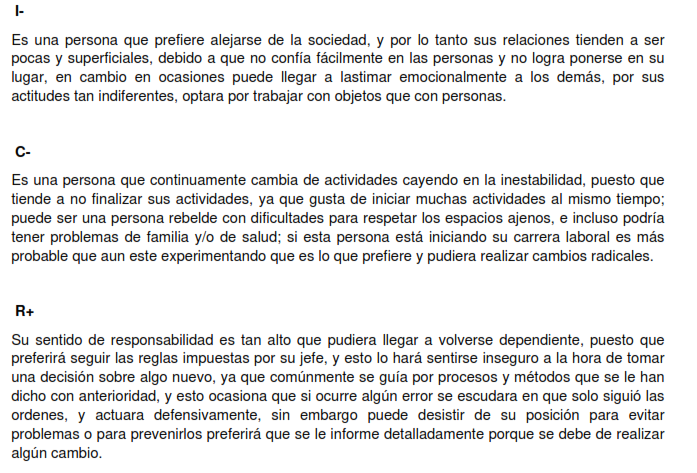 I-
Es una persona que prefiere alejarse de la sociedad, y por lo tanto sus relaciones tienden a ser
pocas y superficiales, debido a que no confía fácilmente en las personas y no logra ponerse en su
lugar, en cambio en ocasiones puede llegar a lastimar emocionalmente a los demás, por sus
actitudes tan indiferentes, optara por trabajar con objetos que con personas.
C-
Es una persona que continuamente cambia de actividades cayendo en la inestabilidad, puesto que
tiende a no finalizar sus actividades, ya que gusta de iniciar muchas actividades al mismo tiempo;
puede ser una persona rebelde con dificultades para respetar los espacios ajenos, e incluso podría
tener problemas de familia y/o de salud; si esta persona está iniciando su carrera laboral es más
probable que aun este experimentando que es lo que prefiere y pudiera realizar cambios radicales.
R+
Su sentido de responsabilidad es tan alto que pudiera llegar a volverse dependiente, puesto que
preferirá seguir las reglas impuestas por su jefe, y esto lo hará sentirse inseguro a la hora de tomar
una decisión sobre algo nuevo, ya que comúnmente se guía por procesos y métodos que se le han
dicho con anterioridad, y esto ocasiona que si ocurre algún error se escudara en que solo siguió las
ordenes, y actuara defensivamente, sin embargo puede desistir de su posición para evitar
problemas o para prevenirlos preferirá que se le informe detalladamente porque se debe de realizar
algún cambio.